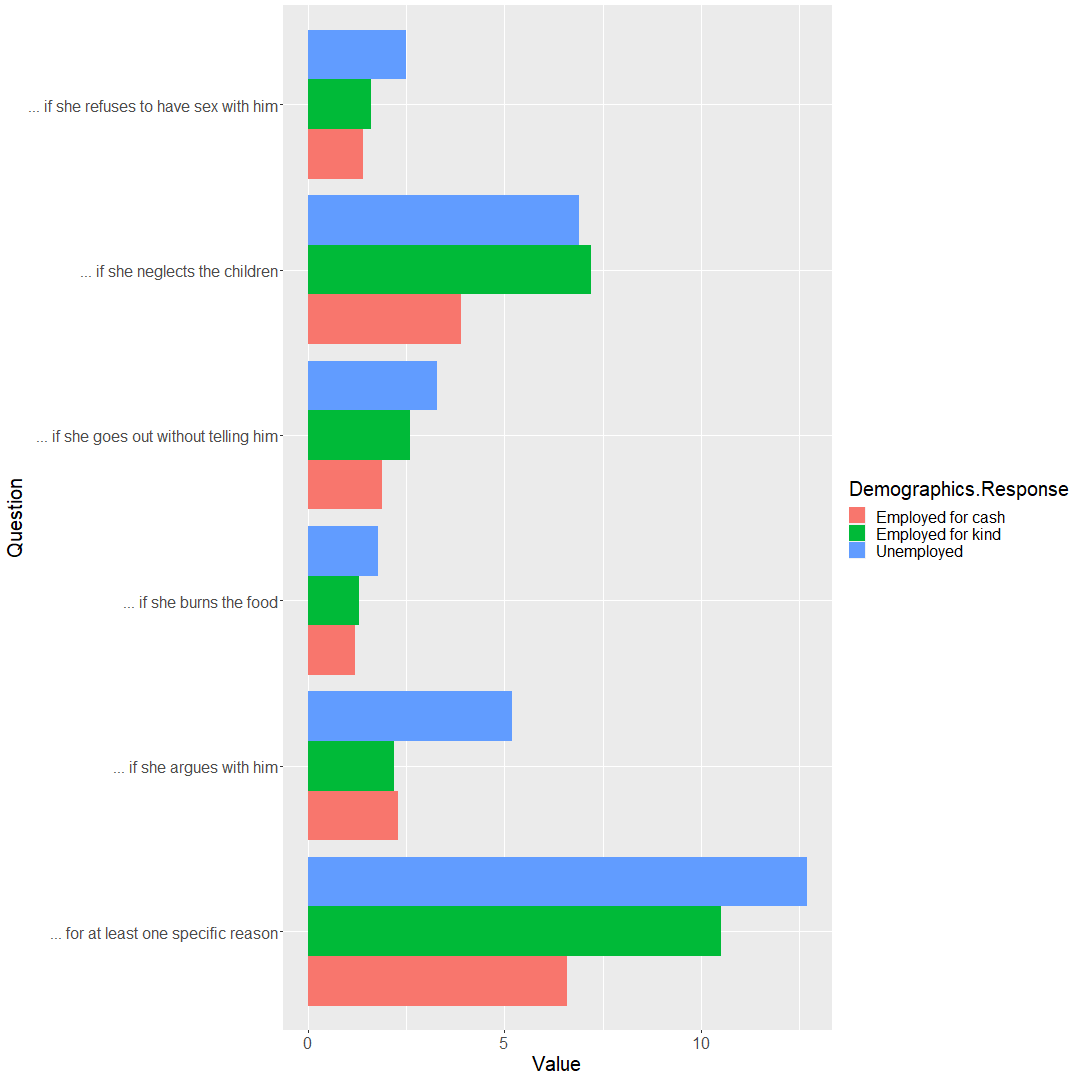 ... if she refuses to have sex with him
... if she neglects the children
... if she goes out without telling him
... if she burns the food
... if she argues with him
... for at least one specific reason
Question
0 5 10
Value
Demographics.Response
Employed for cash
Employed for kind
Unemployed